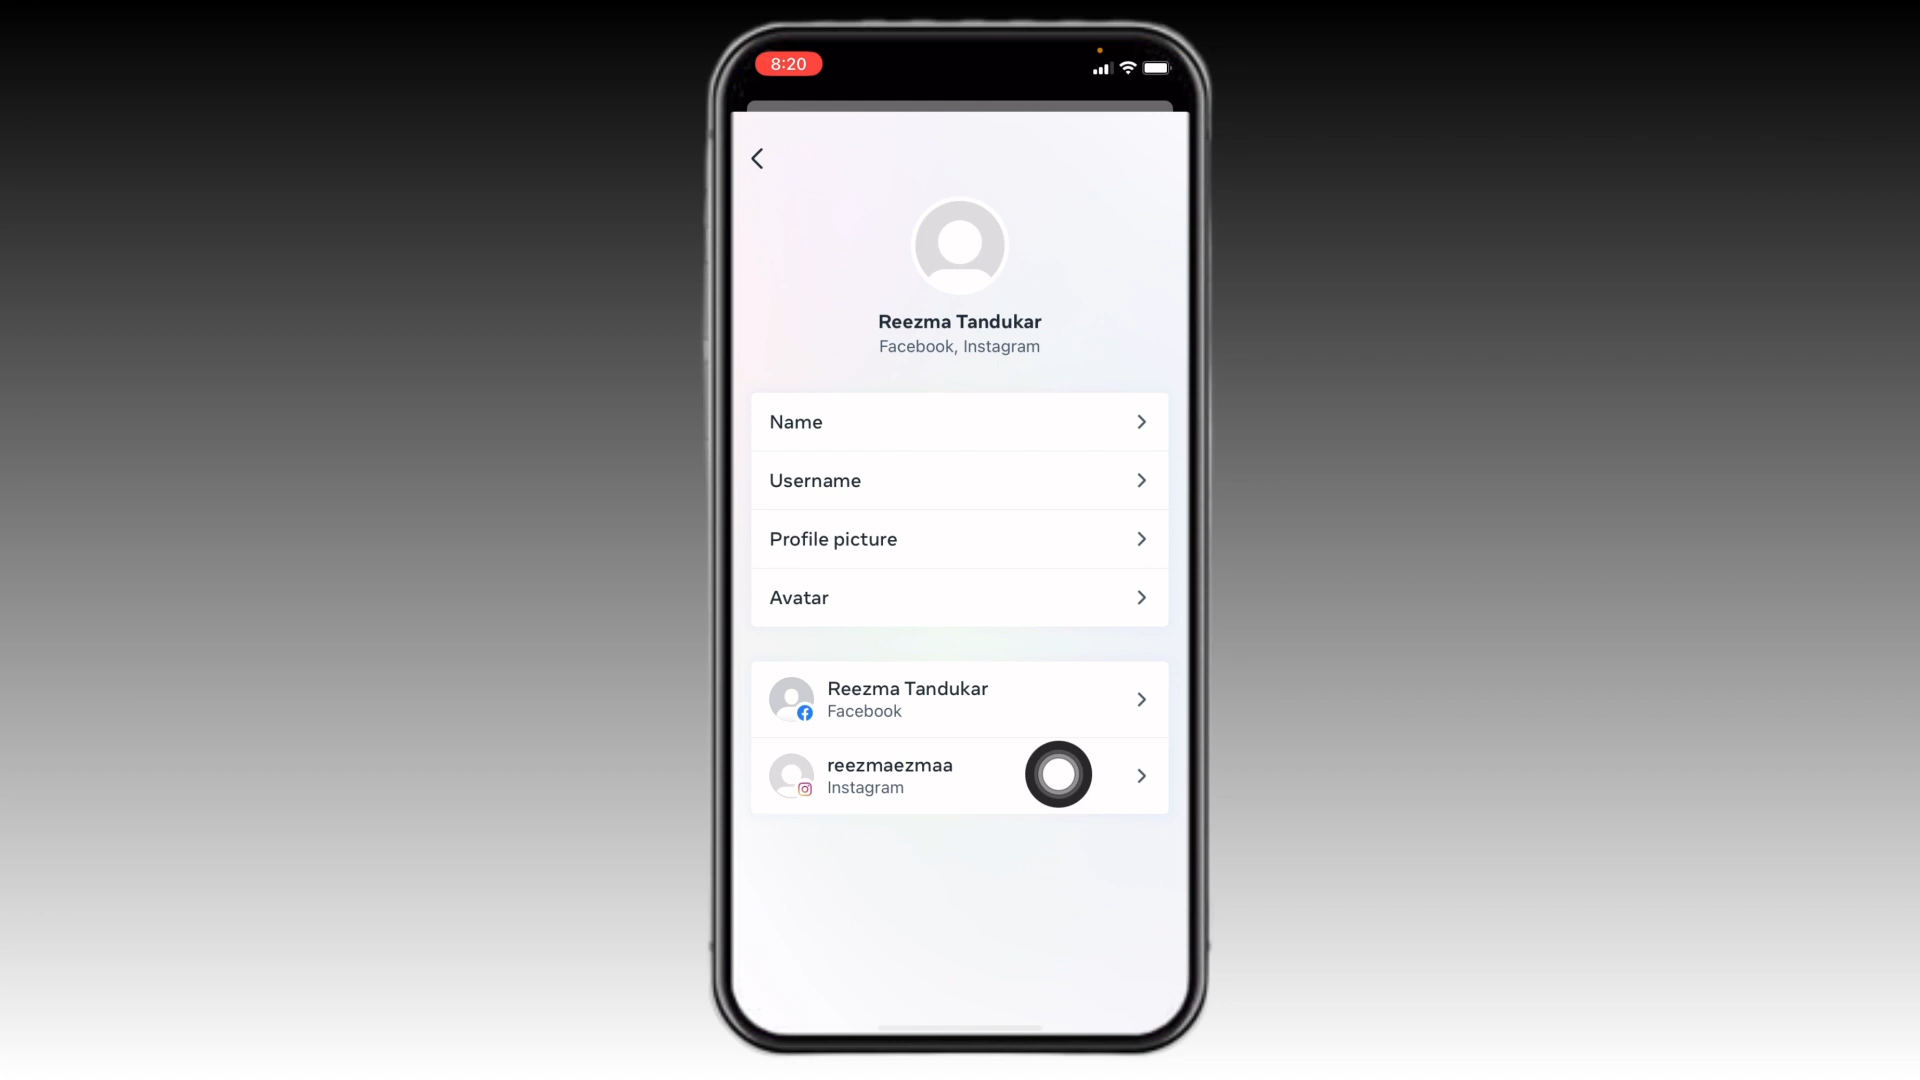 8:20
Reezma Tandukar
Facebook, Instagram
Name
Username
Profile picture
Avatar
Reezma Tandukar
Facebook
reezmaezmaa
Instagram